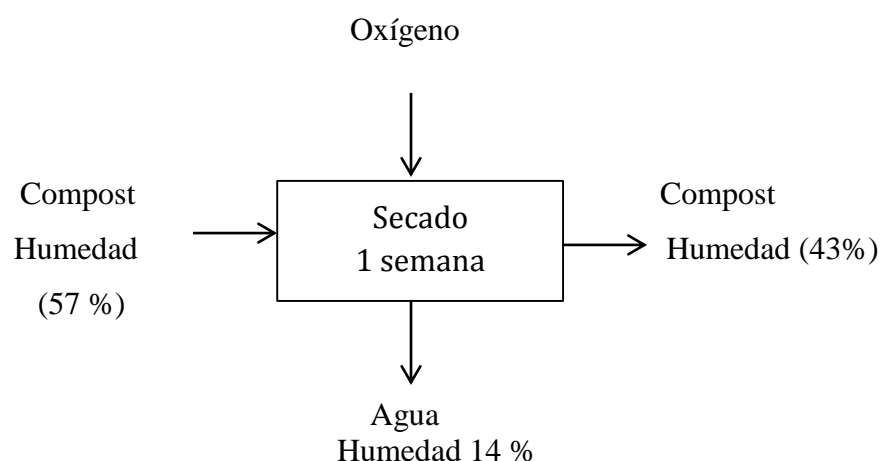 Oxígeno
Compost
Humedad
(57 %)
Secado
1 semana
Compost
Humedad (43%)
Agua
Humedad 14 %